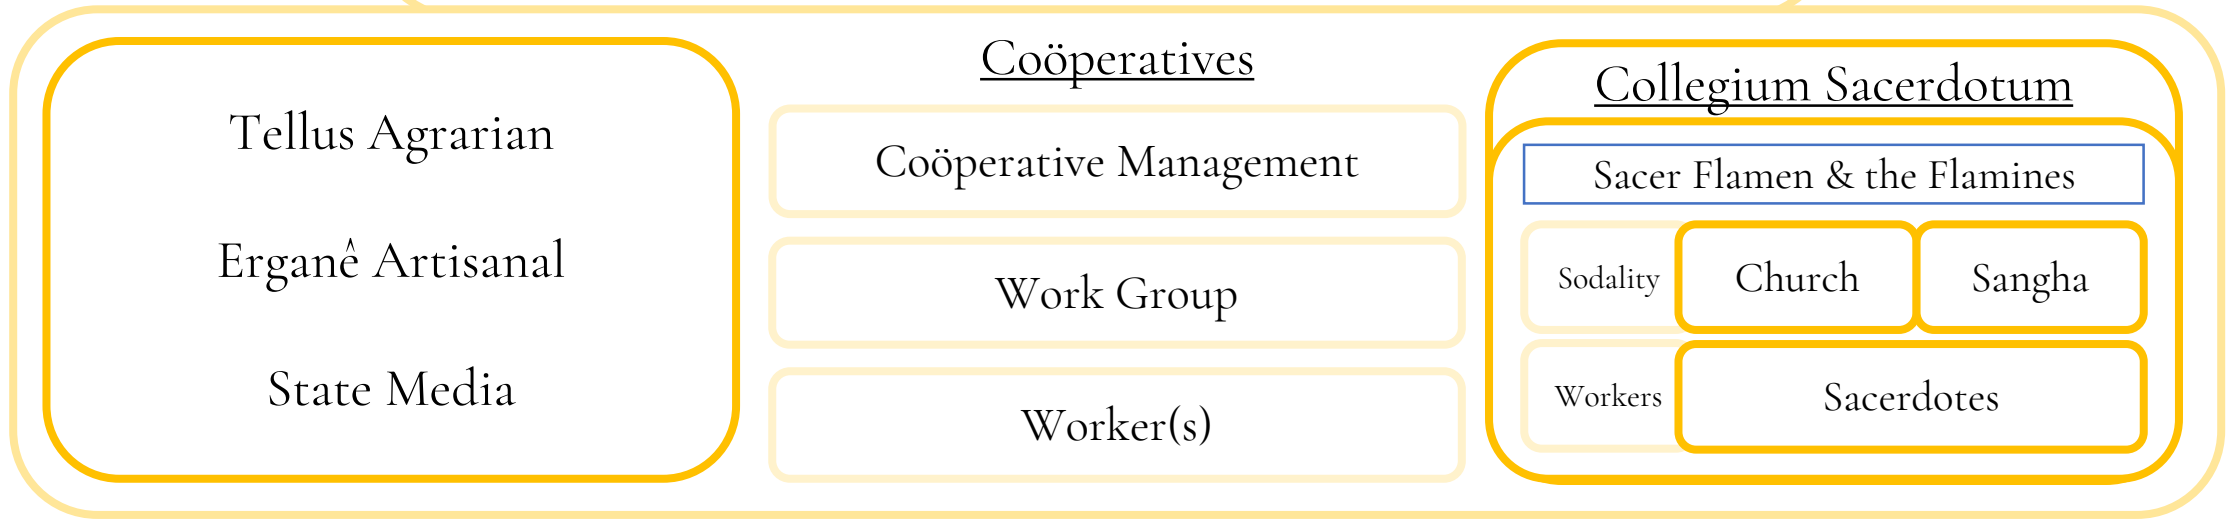 Tellus Agrarian
Erganê Artisanal
State Media
Coöperatives
Coöperative Management
Work Group
Worker(s)
Collegium Sacerdotum
Sacer Flamen & the Flamines
Sodality Church Sangha
Workers Sacerdotes